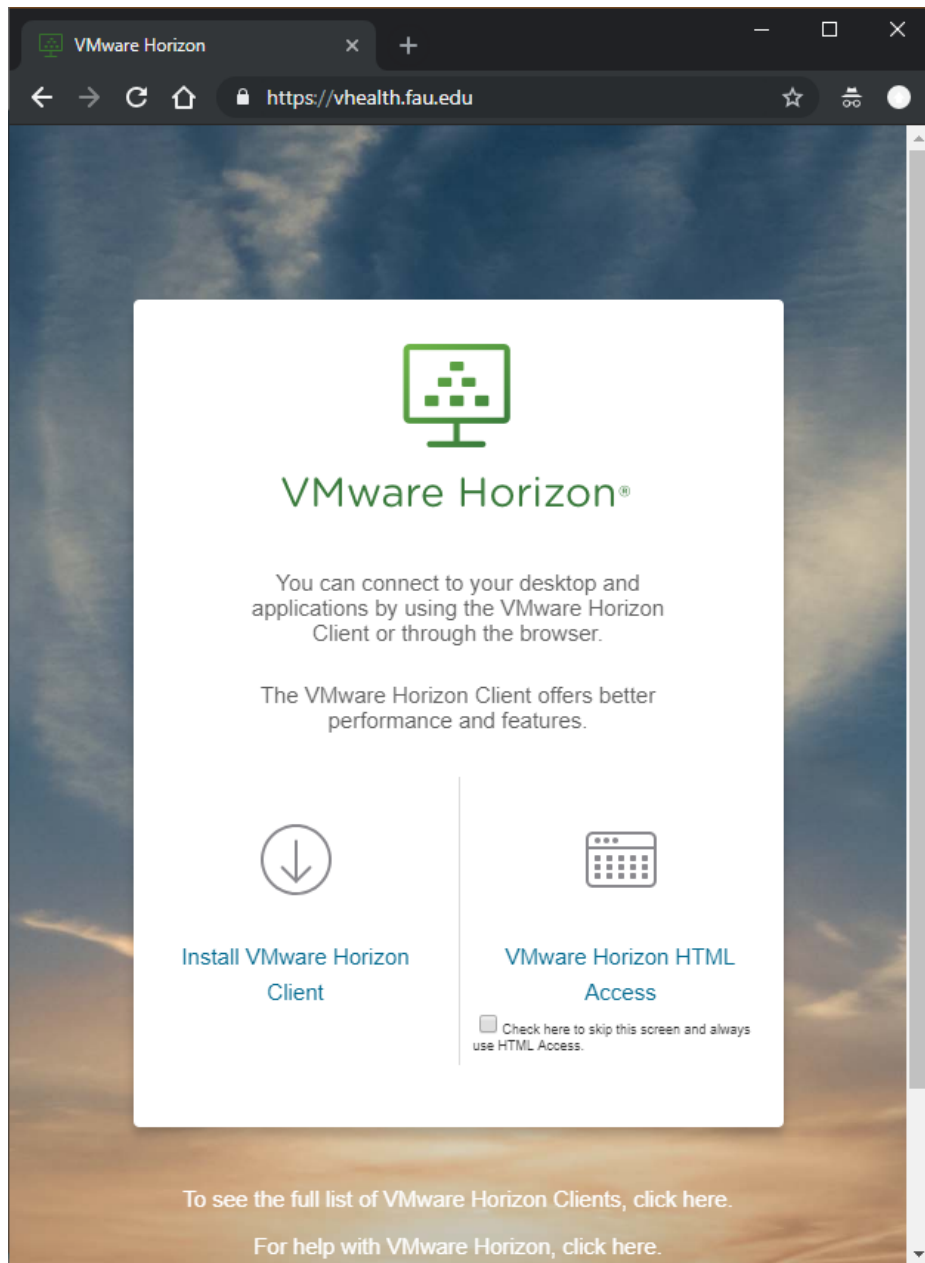 VMware Horizon
https://vhealth.fau.edu
VMware Horizon®
You can connect to your desktop and
applications by using the VMware Horizon
Client or through the browser.
The VMware Horizon Client offers better
performance and features.
Install VMware Horizon
Client
VMware Horizon HTML
Access
Check here to skip this screen and always
use HTML Access.
To see the full list of VMware Horizon Clients, click here.
For help with VMware Horizon, click here.